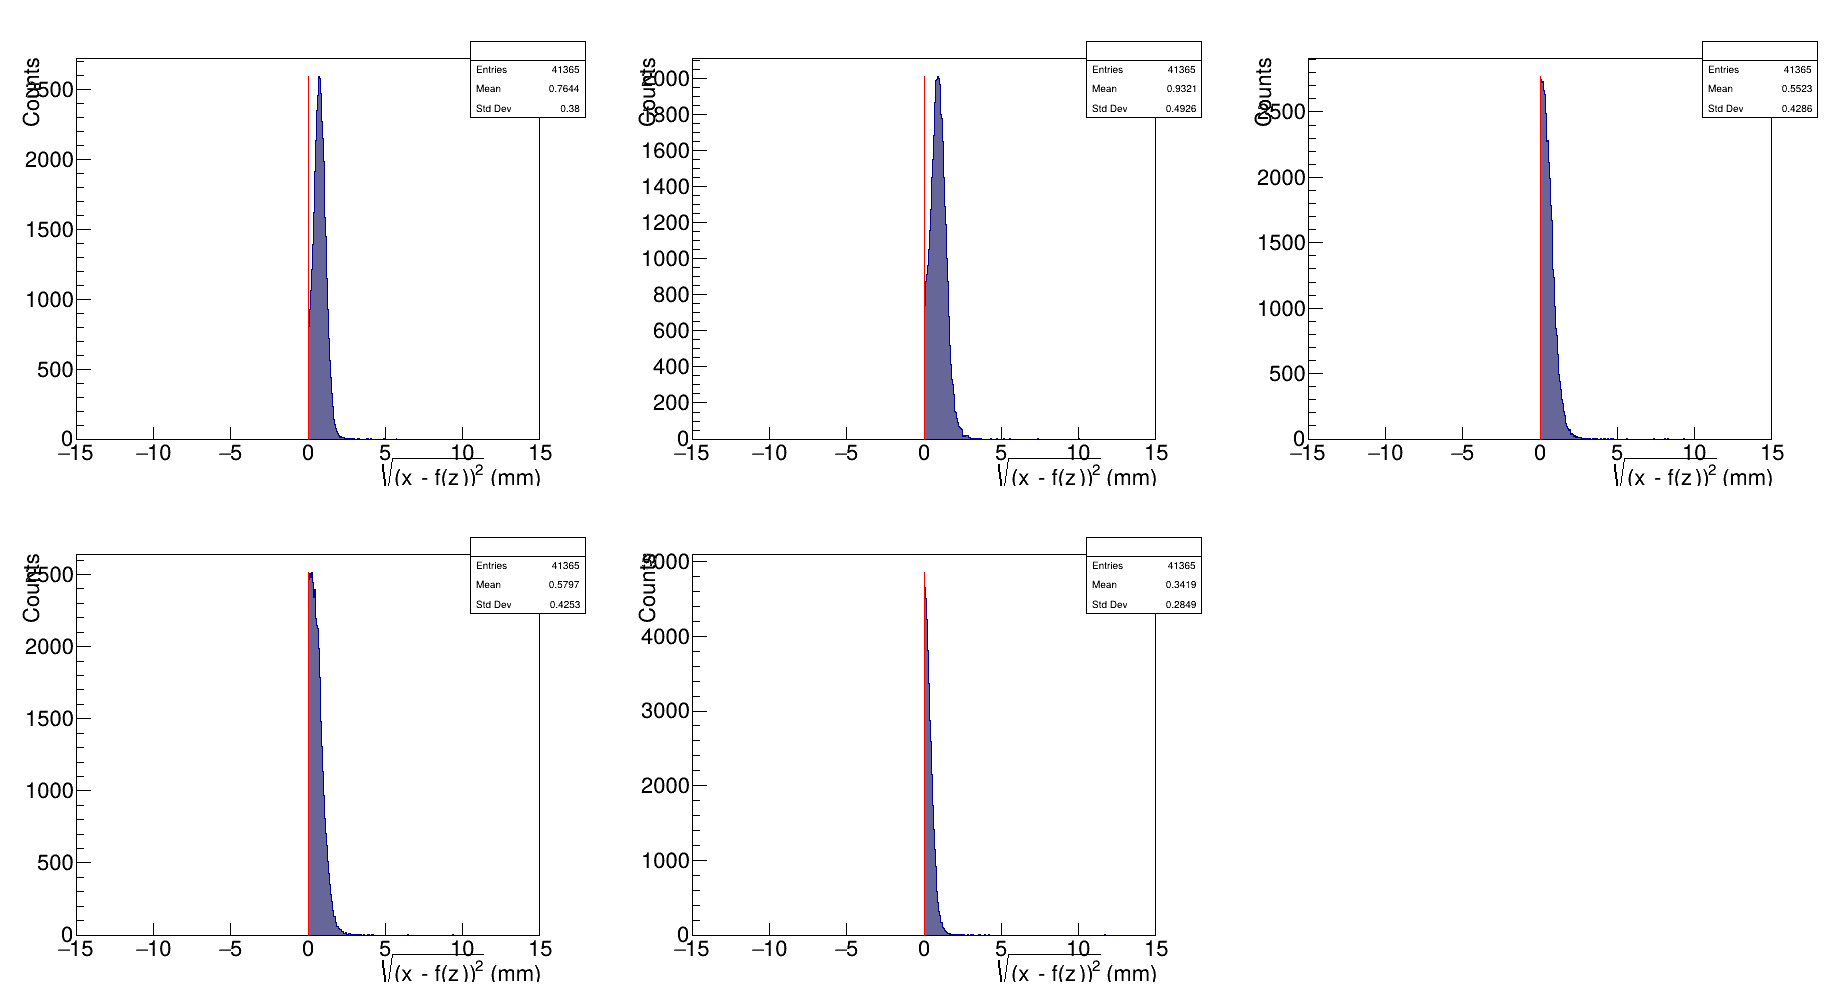 Counts
Entries 41365
Mean 0.7644
Std Dev 0.38
2500
2000
1500
1000
500
0
−15 −10 −5 0 5 10 15
√(x - f(z))² (mm)
Counts
Entries 41365
Mean 0.9321
Std Dev 0.4926
2000
1800
1600
1400
1200
1000
800
600
400
200
0
−15 −10 −5 0 5 10 15
√(x - f(z))² (mm)
Counts
Entries 41365
Mean 0.5523
Std Dev 0.4286
2500
2000
1500
1000
500
0
−15 −10 −5 0 5 10 15
√(x - f(z))² (mm)
Counts
Entries 41365
Mean 0.5797
Std Dev 0.4253
2500
2000
1500
1000
500
0
−15 −10 −5 0 5 10 15
√(x - f(z))² (mm)
Counts
Entries 41365
Mean 0.3419
Std Dev 0.2849
5000
4000
3000
2000
1000
0
−15 −10 −5 0 5 10 15
√(x - f(z))² (mm)